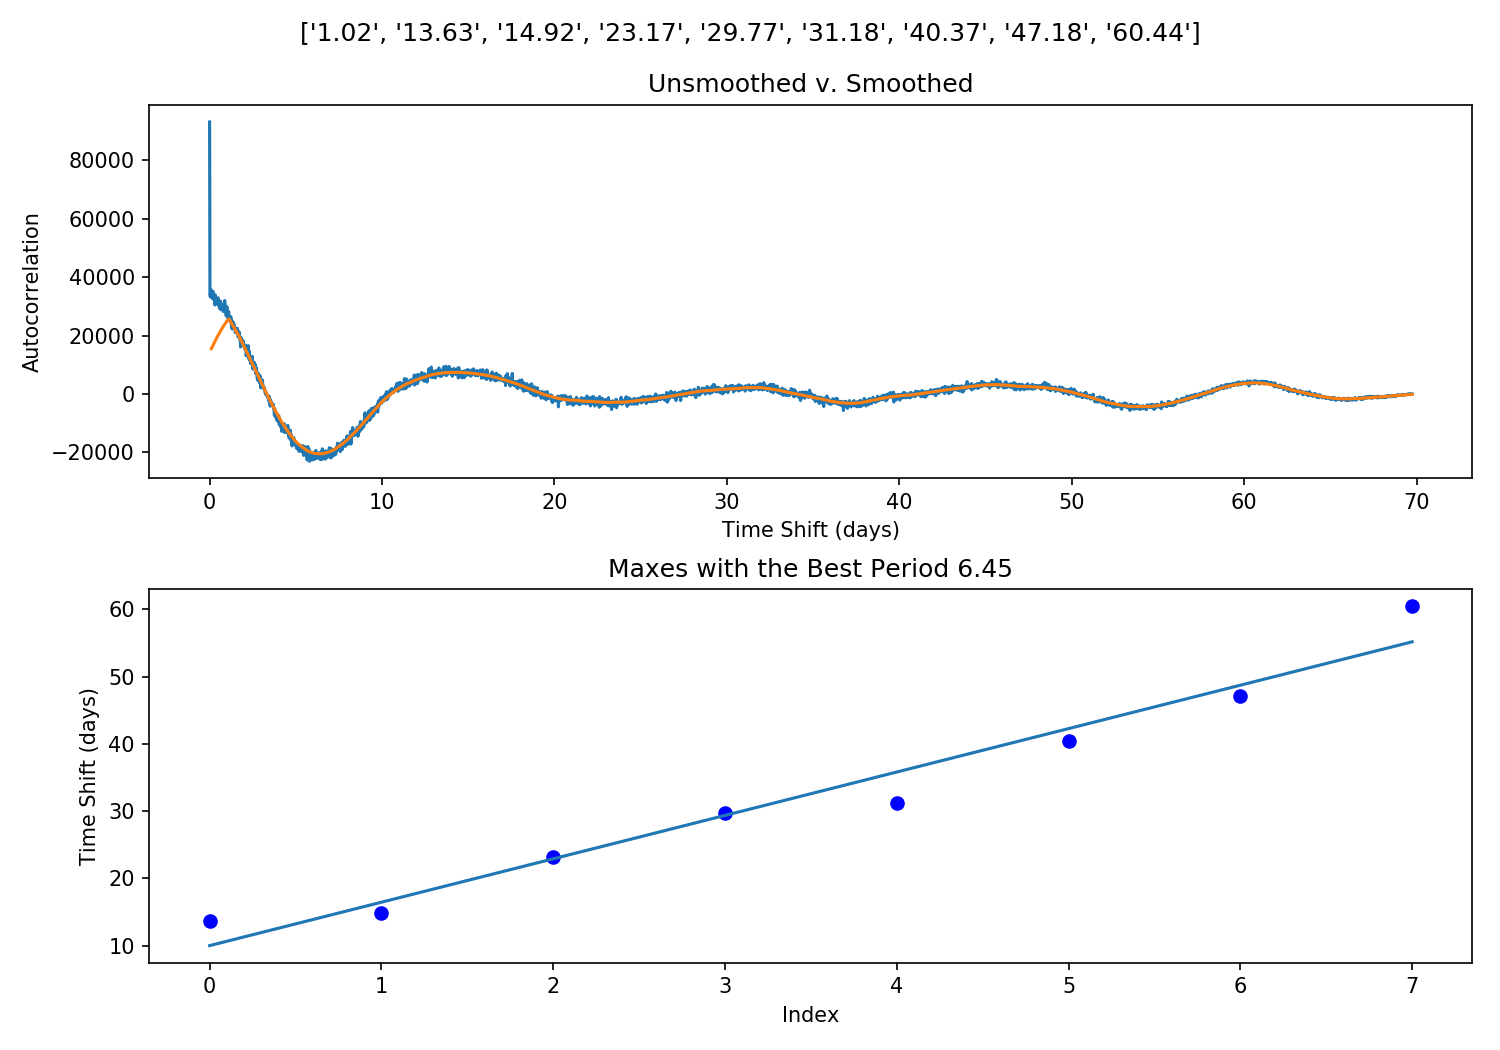 ['1.02', '13.63', '14.92', '23.17', '29.77', '31.18', '40.37', '47.18', '60.44']
Unsmoothed v. Smoothed
Autocorrelation
80000
60000
40000
20000
0
−20000
0 10 20 30 40 50 60 70
Time Shift (days)
Maxes with the Best Period 6.45
Time Shift (days)
60
50
40
30
20
10
0 1 2 3 4 5 6 7
Index